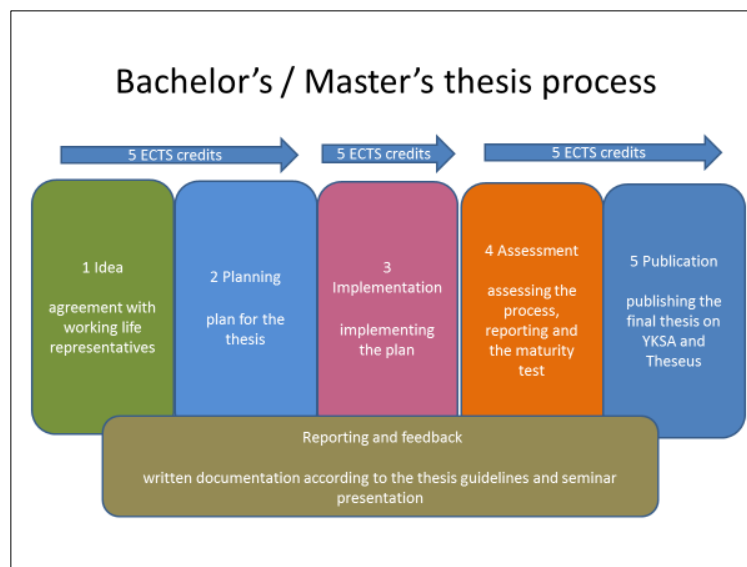 Bachelor's / Master's thesis process
5 ECTS credits
5 ECTS credits
5 ECTS credits
1 Idea
agreement with
working life
representatives
2 Planning
plan for the
thesis
3
Implementation
implementing
the plan
4 Assessment
assessing the
process,
reporting and
the maturity
test
5 Publication
publishing the
final thesis on
YKSA and
Theseus
Reporting and feedback
written documentation according to the thesis guidelines and seminar
presentation